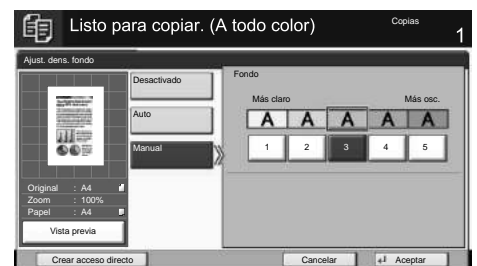 Listo para copiar. (A todo color)
Copias
1
Ajust. dens. fondo
Desactivado
Auto
Manual
Fondo
Más claro
Más osc.
A A A A A
1 2 3 4 5
Original : A4
Zoom : 100%
Papel : A4
Vista previa
Crear acceso directo
Cancelar
Aceptar